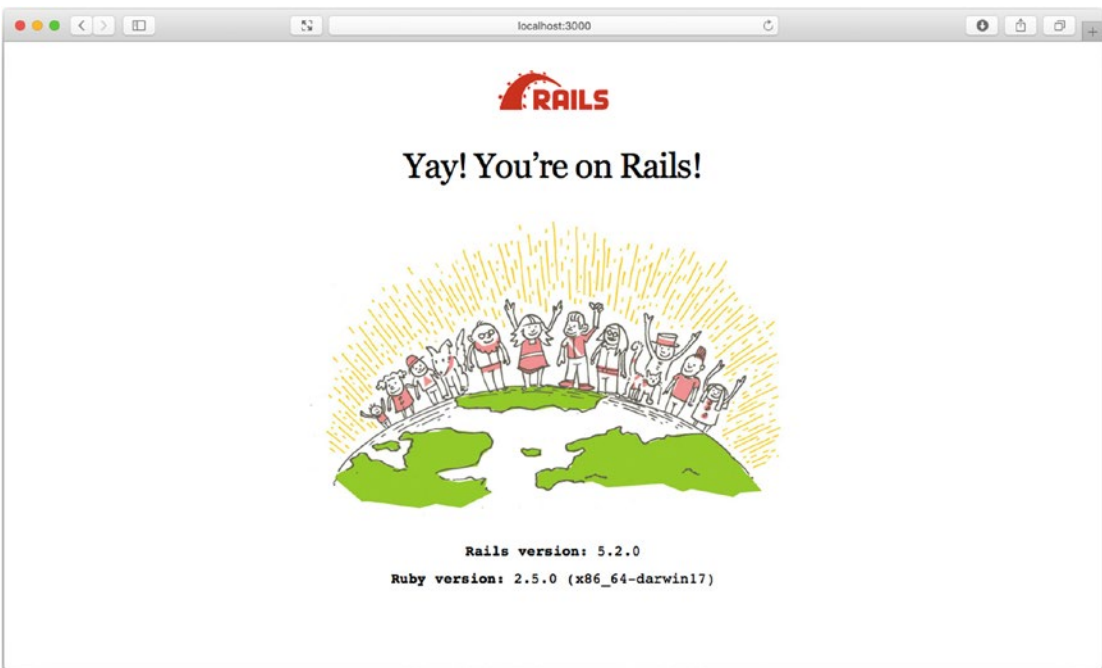 localhost:3000
RAILS
Yay! You’re on Rails!
Rails version: 5.2.0
Ruby version: 2.5.0 (x86_64-darwin17)